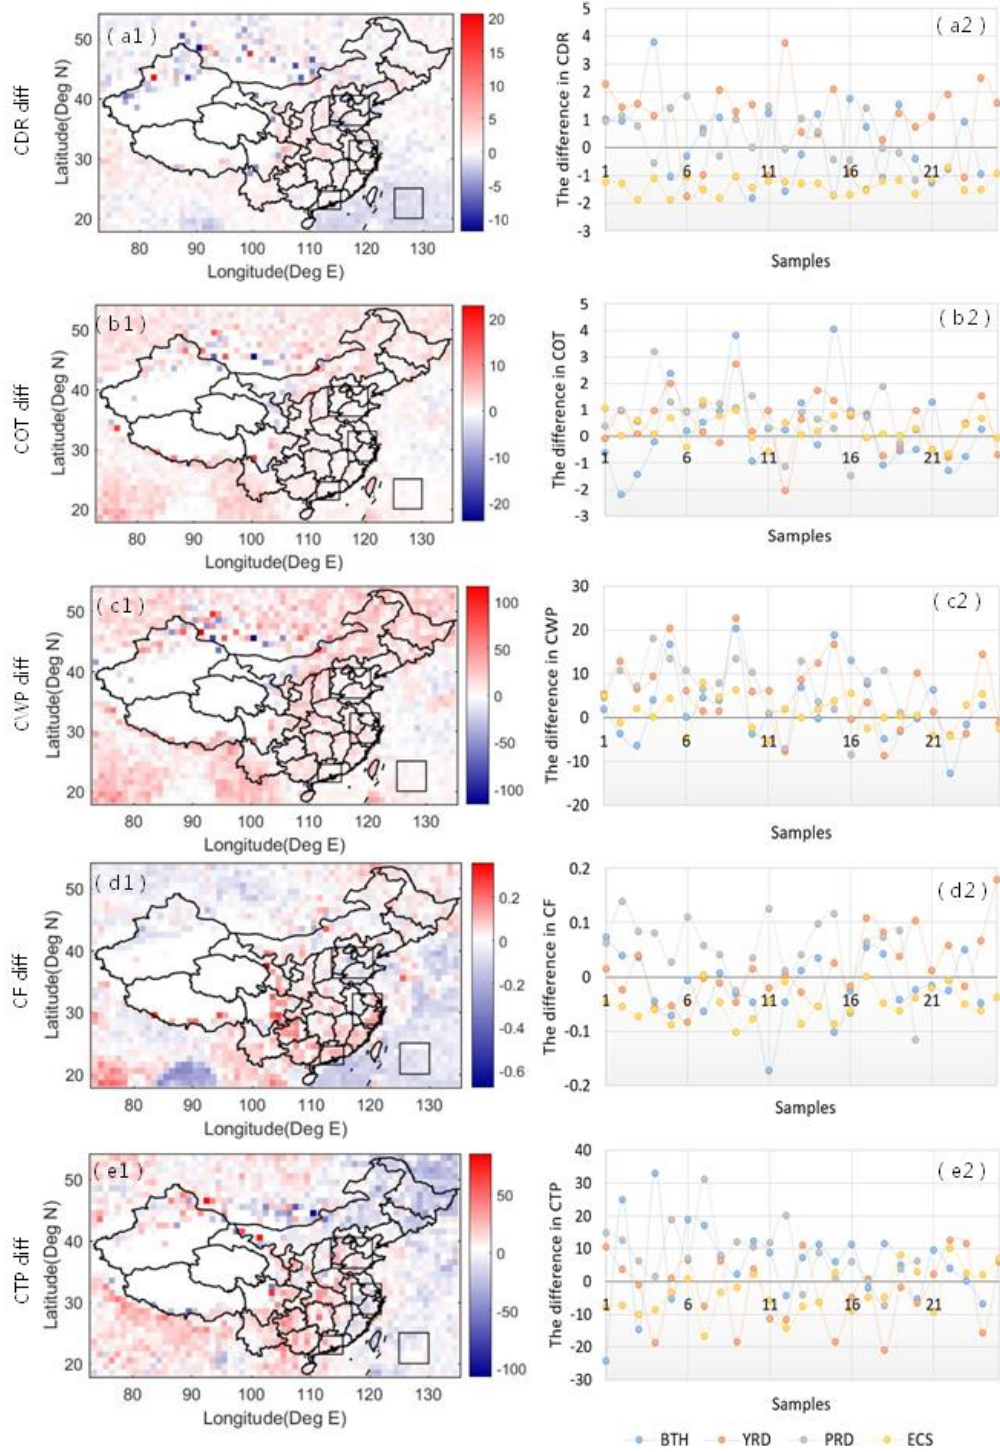 CDR diff
( a1 )
Latitude(Deg N)
50
40
30
20
80 90 100 110 120 130
Longitude(Deg E)
20
15
10
5
0
-5
-10
( a2 )
The difference in CDR
5
4
3
2
1
0
-1
-2
-3
1 6 11 16 21
Samples
COT diff
( b1 )
Latitude(Deg N)
50
40
30
20
80 90 100 110 120 130
Longitude(Deg E)
20
10
0
-10
-20
( b2 )
The difference in COT
5
4
3
2
1
0
-1
-2
-3
1 6 11 16 21
Samples
CWP diff
( c1 )
Latitude(Deg N)
50
40
30
20
80 90 100 110 120 130
Longitude(Deg E)
100
50
0
-50
-100
( c2 )
The difference in CWP
30
20
10
0
-10
-20
1 6 11 16 21
Samples
CF diff
( d1 )
Latitude(Deg N)
50
40
30
20
80 90 100 110 120 130
Longitude(Deg E)
0.2
0
-0.2
-0.4
-0.6
( d2 )
The difference in CF
0.2
0.1
0
-0.1
-0.2
1 6 11 16 21
Samples
CTP diff
( e1 )
Latitude(Deg N)
50
40
30
20
80 90 100 110 120 130
Longitude(Deg E)
50
0
-50
-100
( e2 )
The difference in CTP
40
30
20
10
0
-10
-20
-30
1 6 11 16 21
Samples
BTH YRD PRD ECS